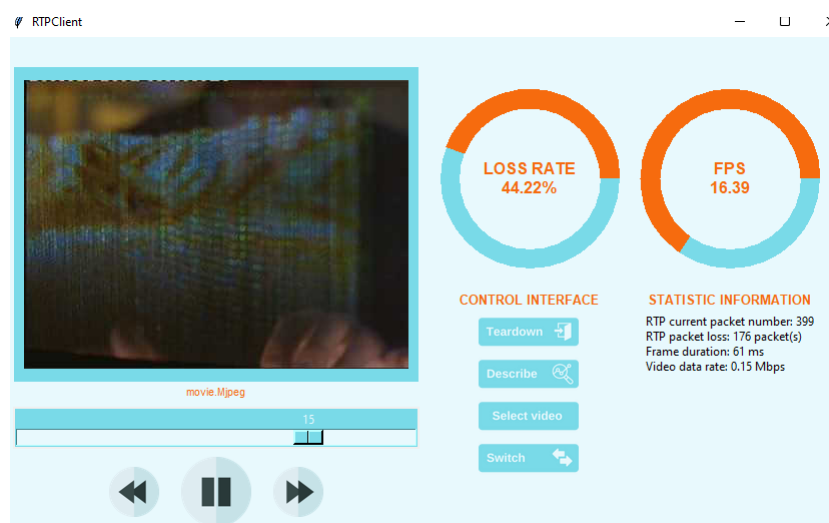 RTPClient
LOSS RATE
44.22%
FPS
16.39
CONTROL INTERFACE
Teardown
Describe
Select video
Switch
STATISTIC INFORMATION
RTP current packet number: 399
RTP packet loss: 176 packet(s)
Frame duration: 61 ms
Video data rate: 0.15 Mbps
movie.Mjpeg
15